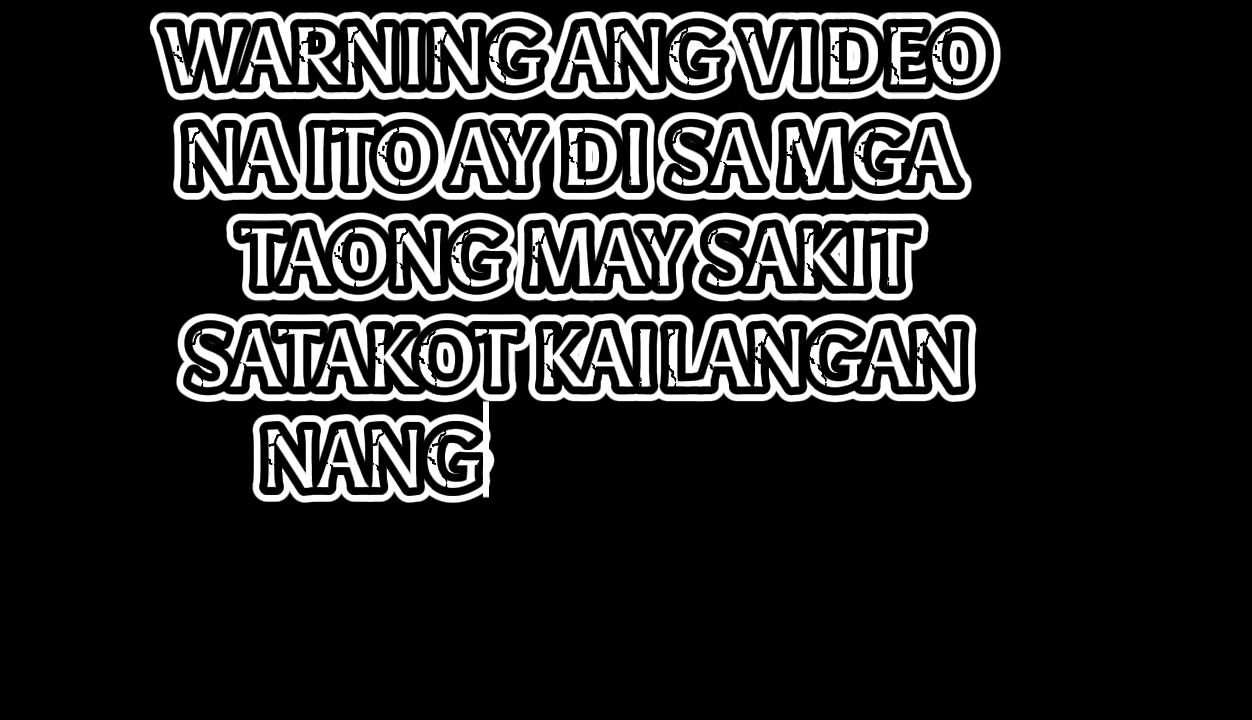 WARNING ANG VIDEO
NA ITO AY DI SA MGA
TAONG MAY SAKIT
SATAKOT KAILANGAN
NANG